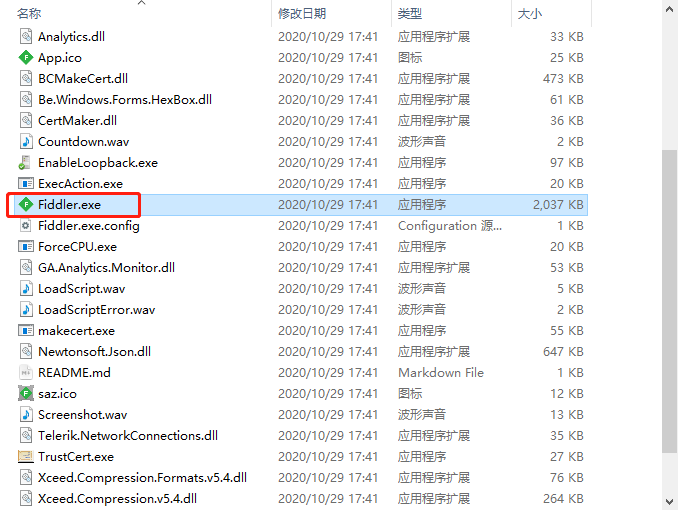 名称 修改日期 类型 大小
Analytics.dll 2020/10/29 17:41 应用程序扩展 33 KB
App.ico 2020/10/29 17:41 图标 25 KB
BCMakeCert.dll 2020/10/29 17:41 应用程序扩展 473 KB
Be.Windows.Forms.HexBox.dll 2020/10/29 17:41 应用程序扩展 61 KB
CertMaker.dll 2020/10/29 17:41 应用程序扩展 36 KB
Countdown.wav 2020/10/29 17:41 波形声音 2 KB
EnableLoopback.exe 2020/10/29 17:41 应用程序 97 KB
ExecAction.exe 2020/10/29 17:41 应用程序 20 KB
Fiddler.exe 2020/10/29 17:41 应用程序 2,037 KB
Fiddler.exe.config 2020/10/29 17:41 Configuration 源... 1 KB
ForceCPU.exe 2020/10/29 17:41 应用程序 20 KB
GA.Analytics.Monitor.dll 2020/10/29 17:41 应用程序扩展 53 KB
LoadScript.wav 2020/10/29 17:41 波形声音 5 KB
LoadScriptError.wav 2020/10/29 17:41 波形声音 2 KB
makecert.exe 2020/10/29 17:41 应用程序 55 KB
Newtonsoft.Json.dll 2020/10/29 17:41 应用程序扩展 647 KB
README.md 2020/10/29 17:41 Markdown File 1 KB
saz.ico 2020/10/29 17:41 图标 12 KB
Screenshot.wav 2020/10/29 17:41 波形声音 13 KB
Telerik.NetworkConnections.dll 2020/10/29 17:41 应用程序扩展 35 KB
TrustCert.exe 2020/10/29 17:41 应用程序 27 KB
Xceed.Compression.Formats.v5.4.dll 2020/10/29 17:41 应用程序扩展 76 KB
Xceed.Compression.v5.4.dll 2020/10/29 17:41 应用程序扩展 264 KB